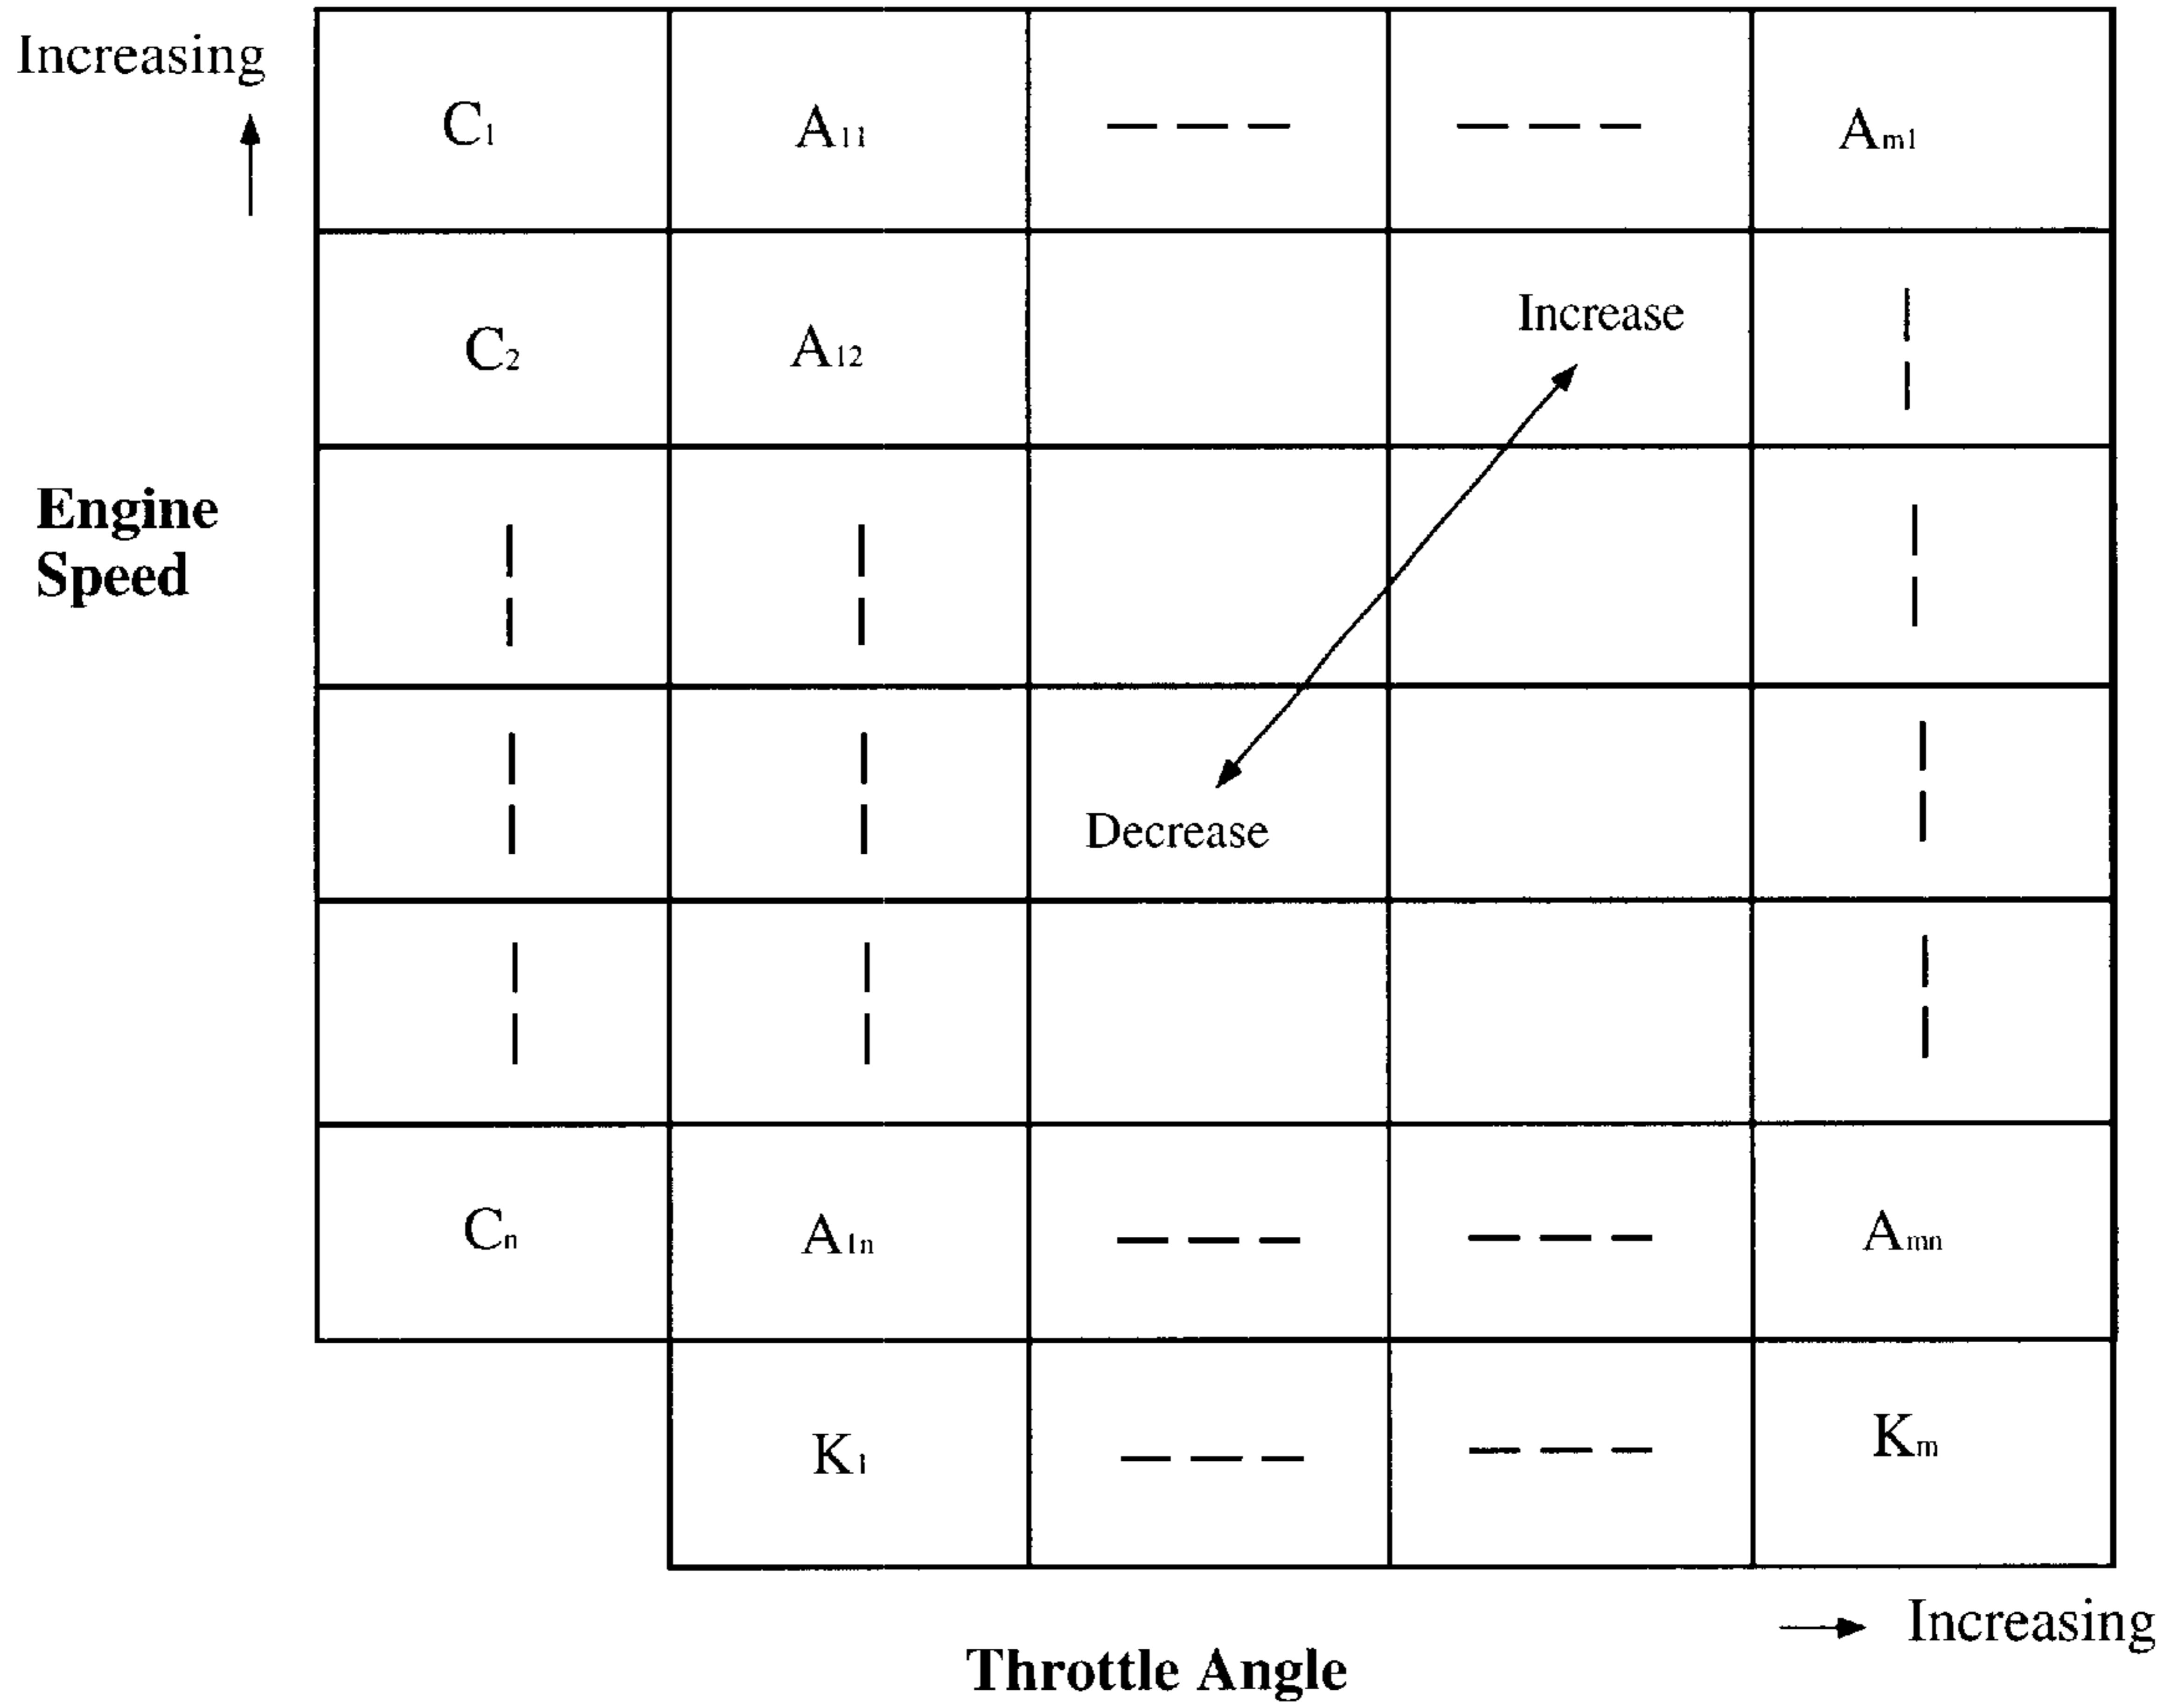 Increasing
C1 A11 Am1
C2 A12 Increase
Engine
Speed
Decrease
Cn A1n Amn
K1 Km
Increasing
Throttle Angle